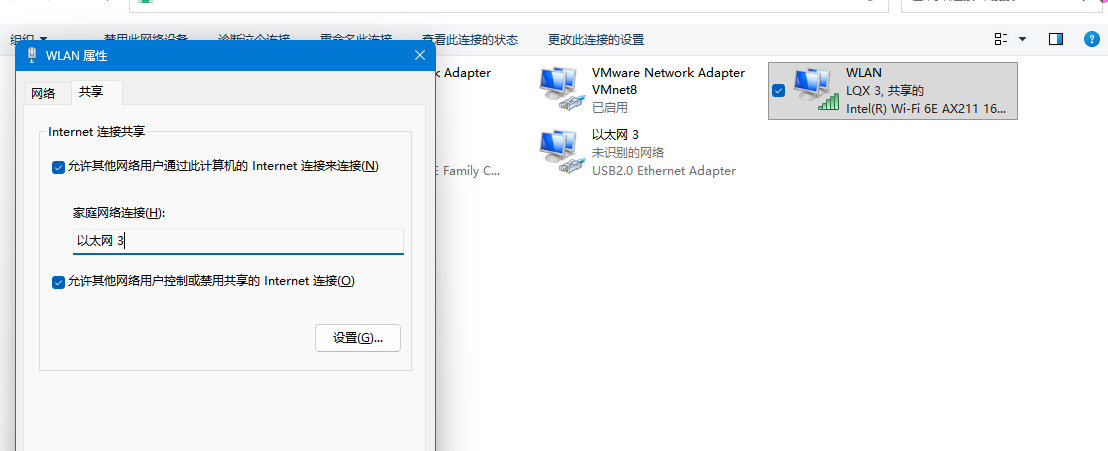 组织
禁用此网络设备
诊断这个连接
重命名此连接
查看此连接的状态
更改此连接的设置
WLAN 属性
网络
共享
Internet 连接共享
允许其他网络用户通过此计算机的 Internet 连接来连接(N)
家庭网络连接(H):
以太网 3
允许其他网络用户控制或禁用共享的 Internet 连接(O)
设置(G)...
k Adapter
E Family C...
VMware Network Adapter
VMnet8
已启用
以太网 3
未识别的网络
USB2.0 Ethernet Adapter
WLAN
LQX 3, 共享的
Intel(R) Wi-Fi 6E AX211 16...